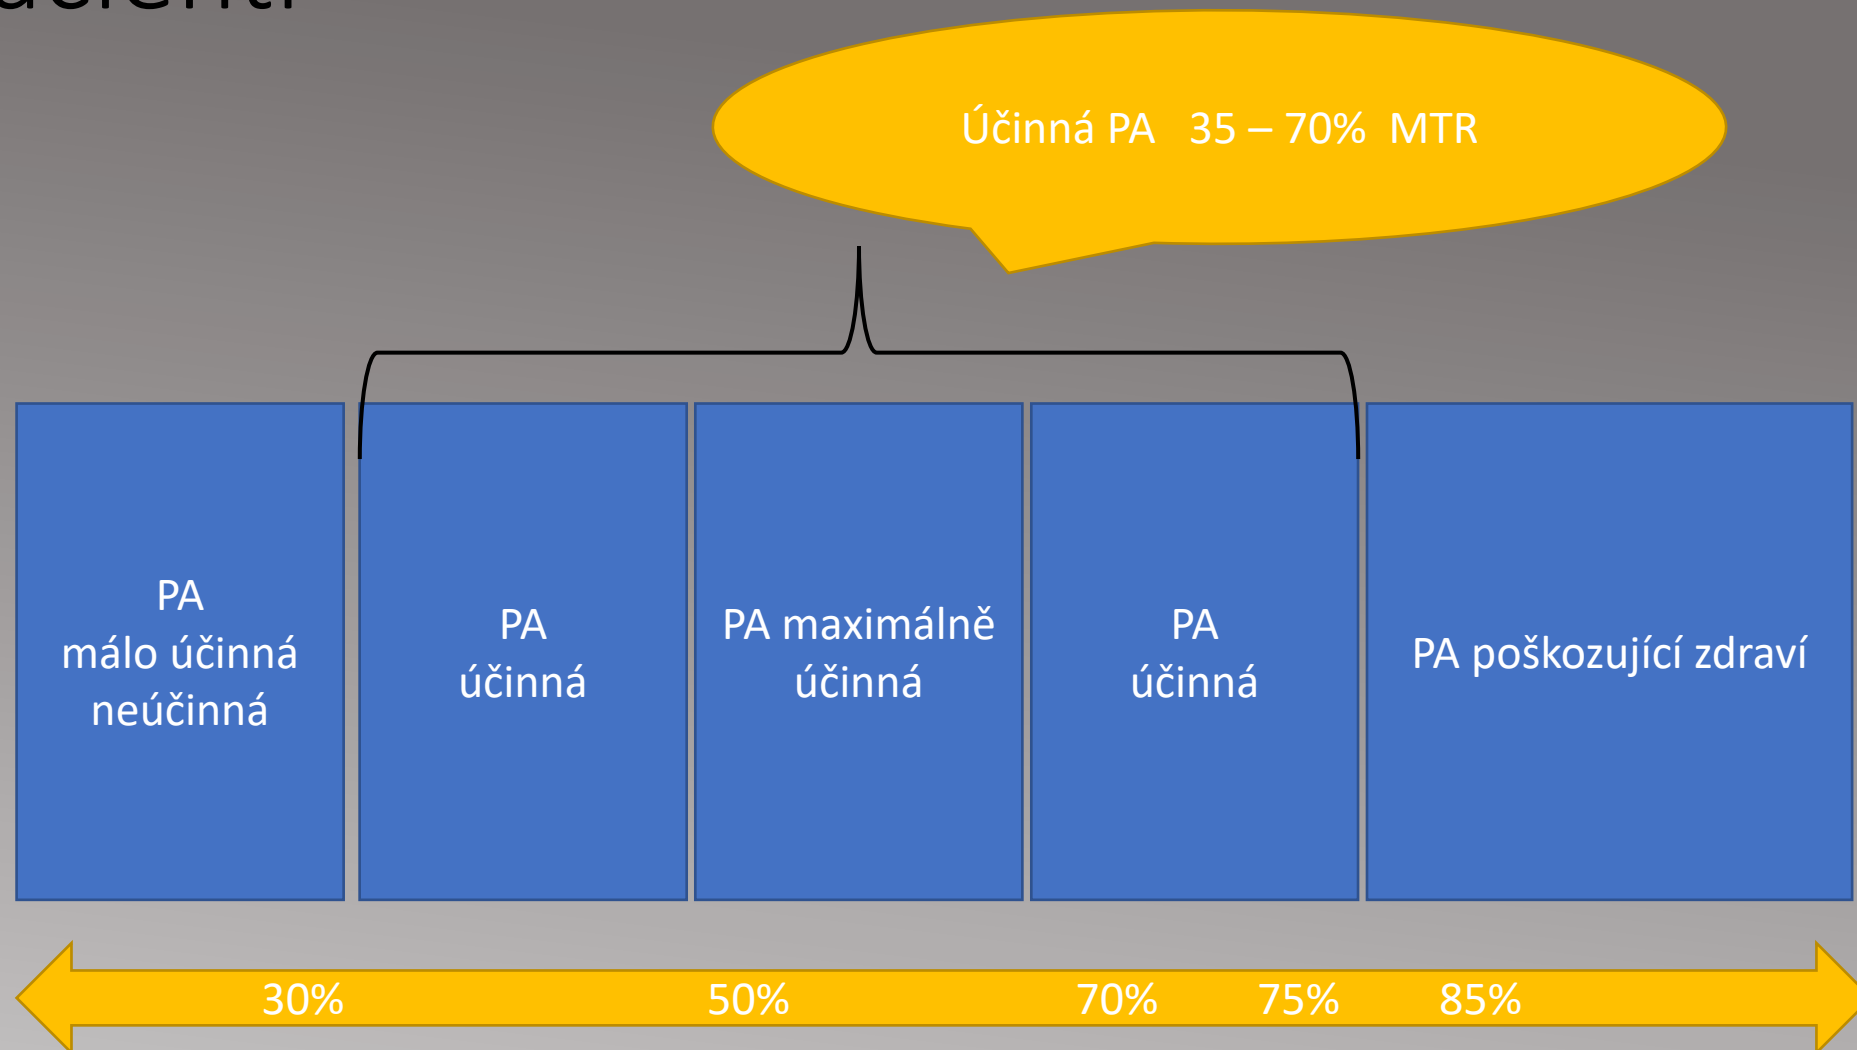 Účinná PA 35 – 70% MTR
PA
málo účinná
neúčinná
PA
účinná
PA maximálně
účinná
PA
účinná
PA poškozující zdraví
30% 50% 70% 75% 85%